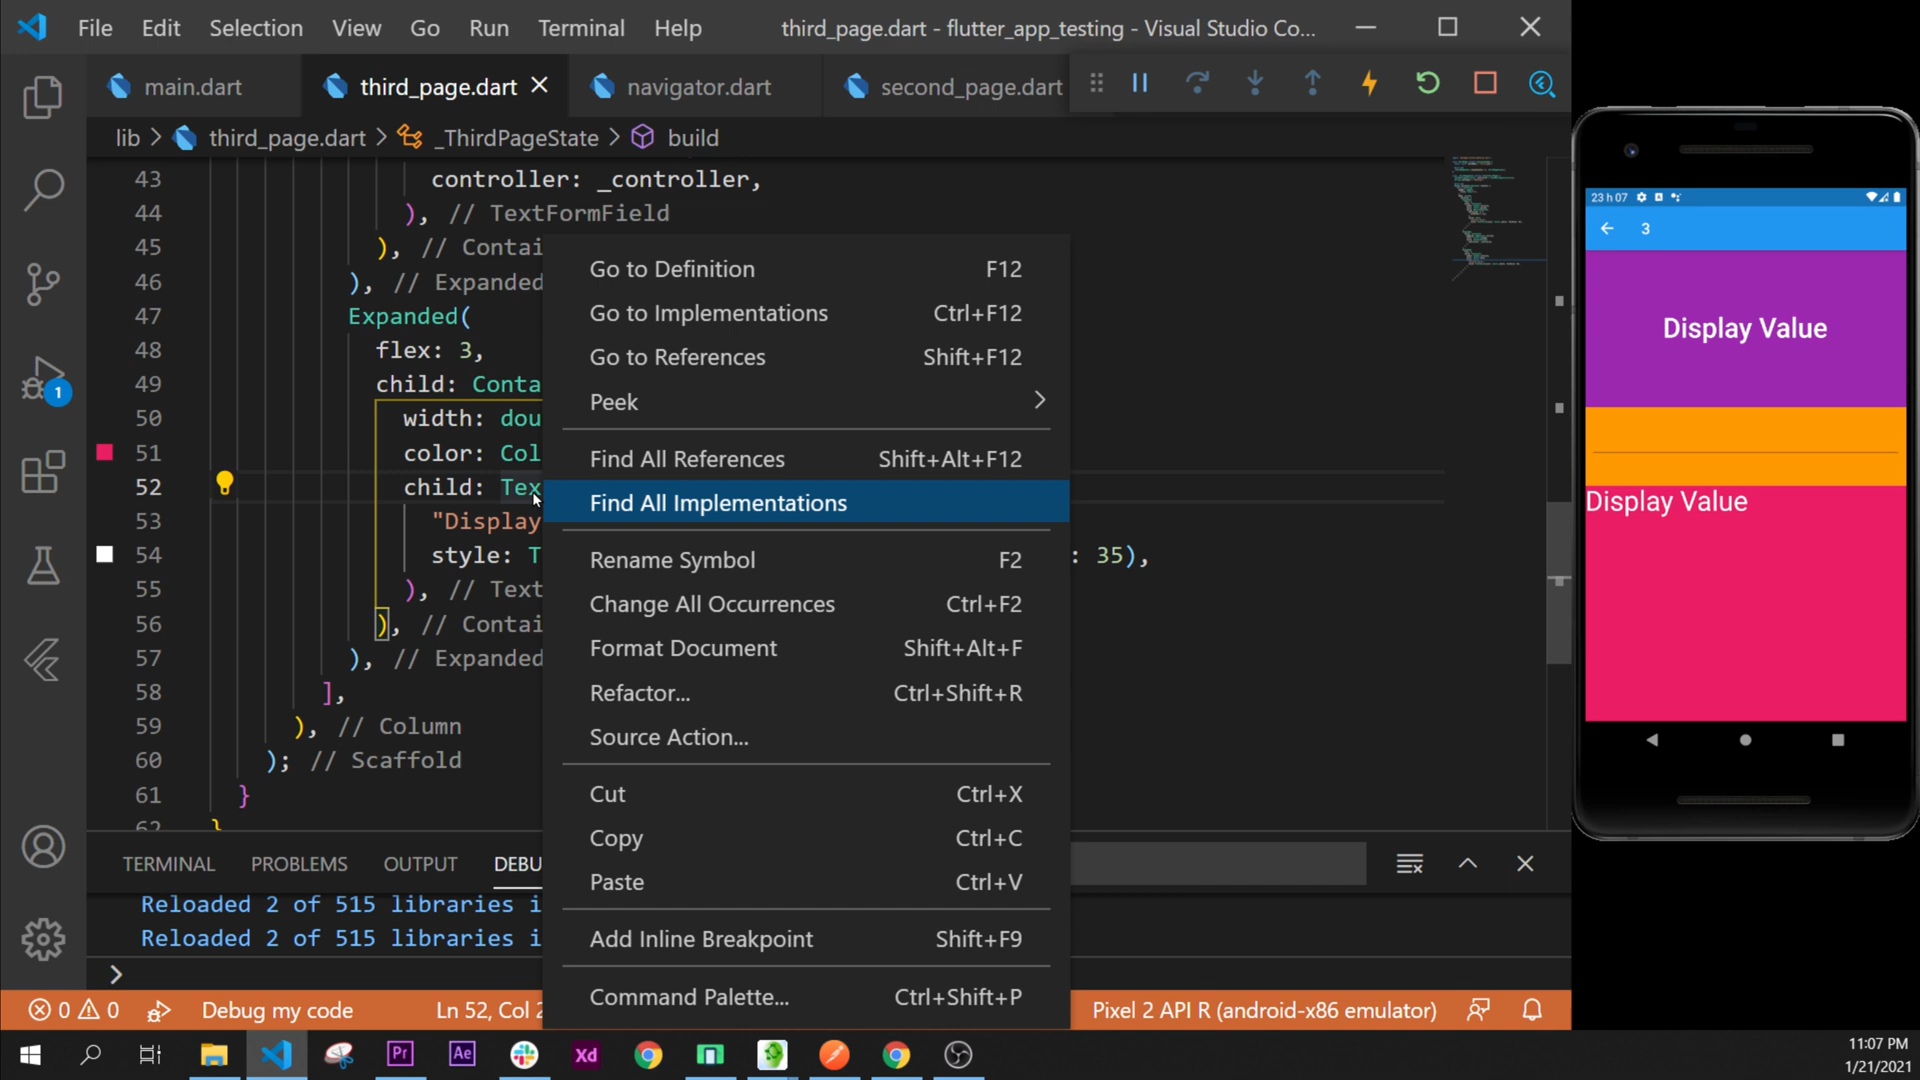 File Edit Selection View Go Run Terminal Help third_page.dart - flutter_app_testing - Visual Studio Co...
main.dart third_page.dart navigator.dart second_page.dart
lib > third_page.dart > _ThirdPageState > build
43 controller: _controller,
44 ), // TextFormField
45 ), // Contai
46 ), // Expanded
47 Expanded(
48 flex: 3,
49 child: Conta
50 width: dou
51 color: Col
52 child: Tex
53 "Display
54 style: T : 35),
55 ), // Text
56 ), // Contai
57 ), // Expanded
58 ],
59 ), // Column
60 ); // Scaffold
61 }
62 }
Go to Definition F12
Go to Implementations Ctrl+F12
Go to References Shift+F12
Peek >
Find All References Shift+Alt+F12
Find All Implementations
Rename Symbol F2
Change All Occurrences Ctrl+F2
Format Document Shift+Alt+F
Refactor... Ctrl+Shift+R
Source Action...
Cut Ctrl+X
Copy Ctrl+C
Paste Ctrl+V
Add Inline Breakpoint Shift+F9
Command Palette... Ctrl+Shift+P
1
TERMINAL PROBLEMS OUTPUT DEBU
Reloaded 2 of 515 libraries i
Reloaded 2 of 515 libraries i
>
0 0 Debug my code Ln 52, Col 2 Pixel 2 API R (android-x86 emulator)
23 h 07
3
Display Value
Display Value
Pr Ae Xd
11:07 PM
1/21/2021